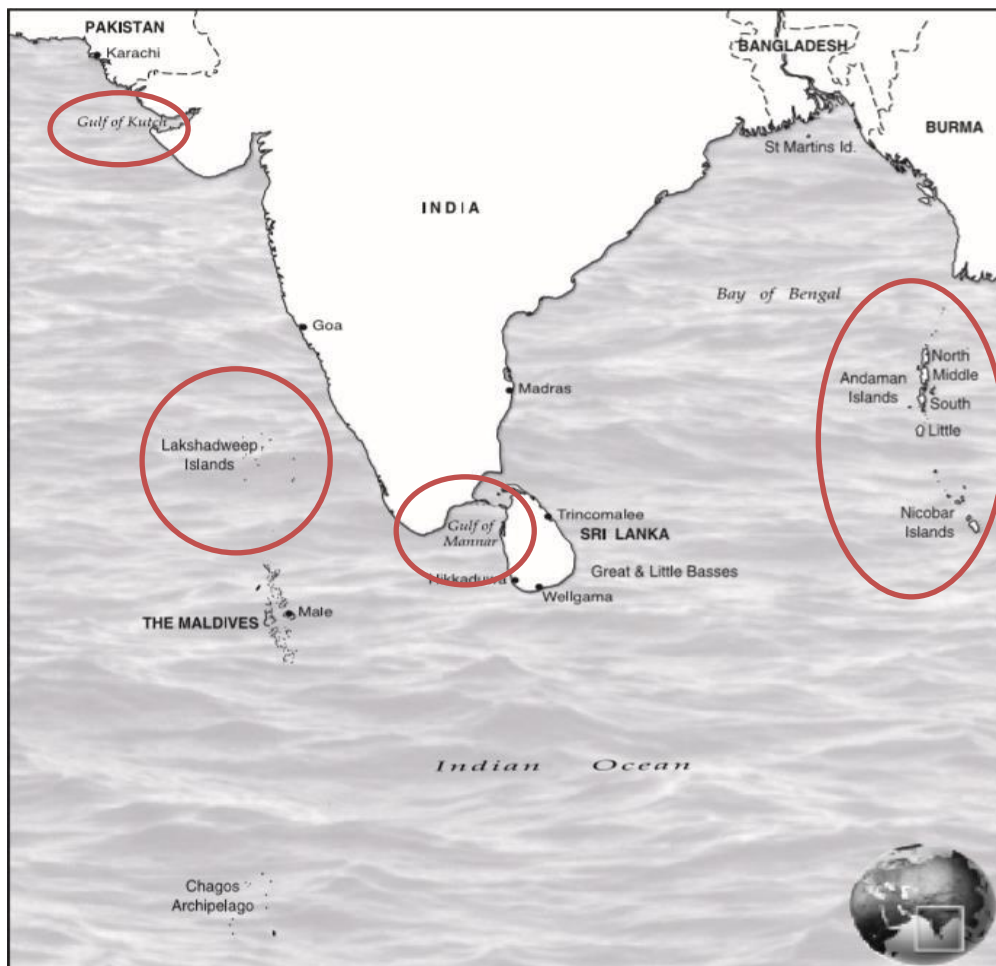 PAKISTAN
Karachi
BANGLADESH
Gulf of Kutch
BURMA
St Martins Id.
INDIA
Bay of Bengal
Goa
North
Andaman
Islands
Middle
Madras
South
Little
Lakshadweep
Islands
Nicobar
Islands
Gulf of
Mannar
Trincomalee
SRI LANKA
Hikkaduwa
Great & Little Basses
Wellgama
Male
THE MALDIVES
Indian Ocean
Chagos
Archipelago